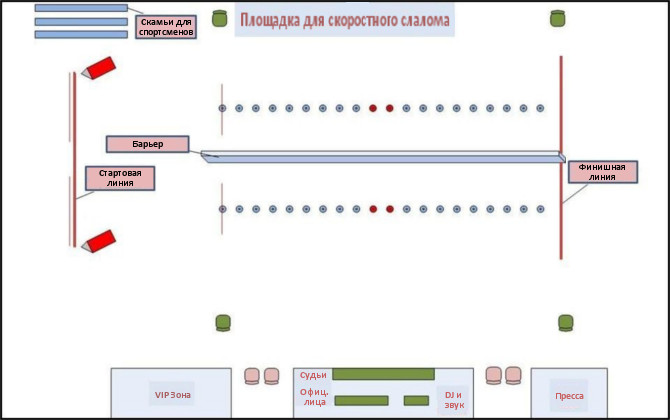 Площадка для скоростного слалома
Скамьи для
спортсменов
Барьер
Стартовая
линия
Финишная
линия
VIP Зона
Судьи
Офиц.
лица
DJ и
звук
Пресса